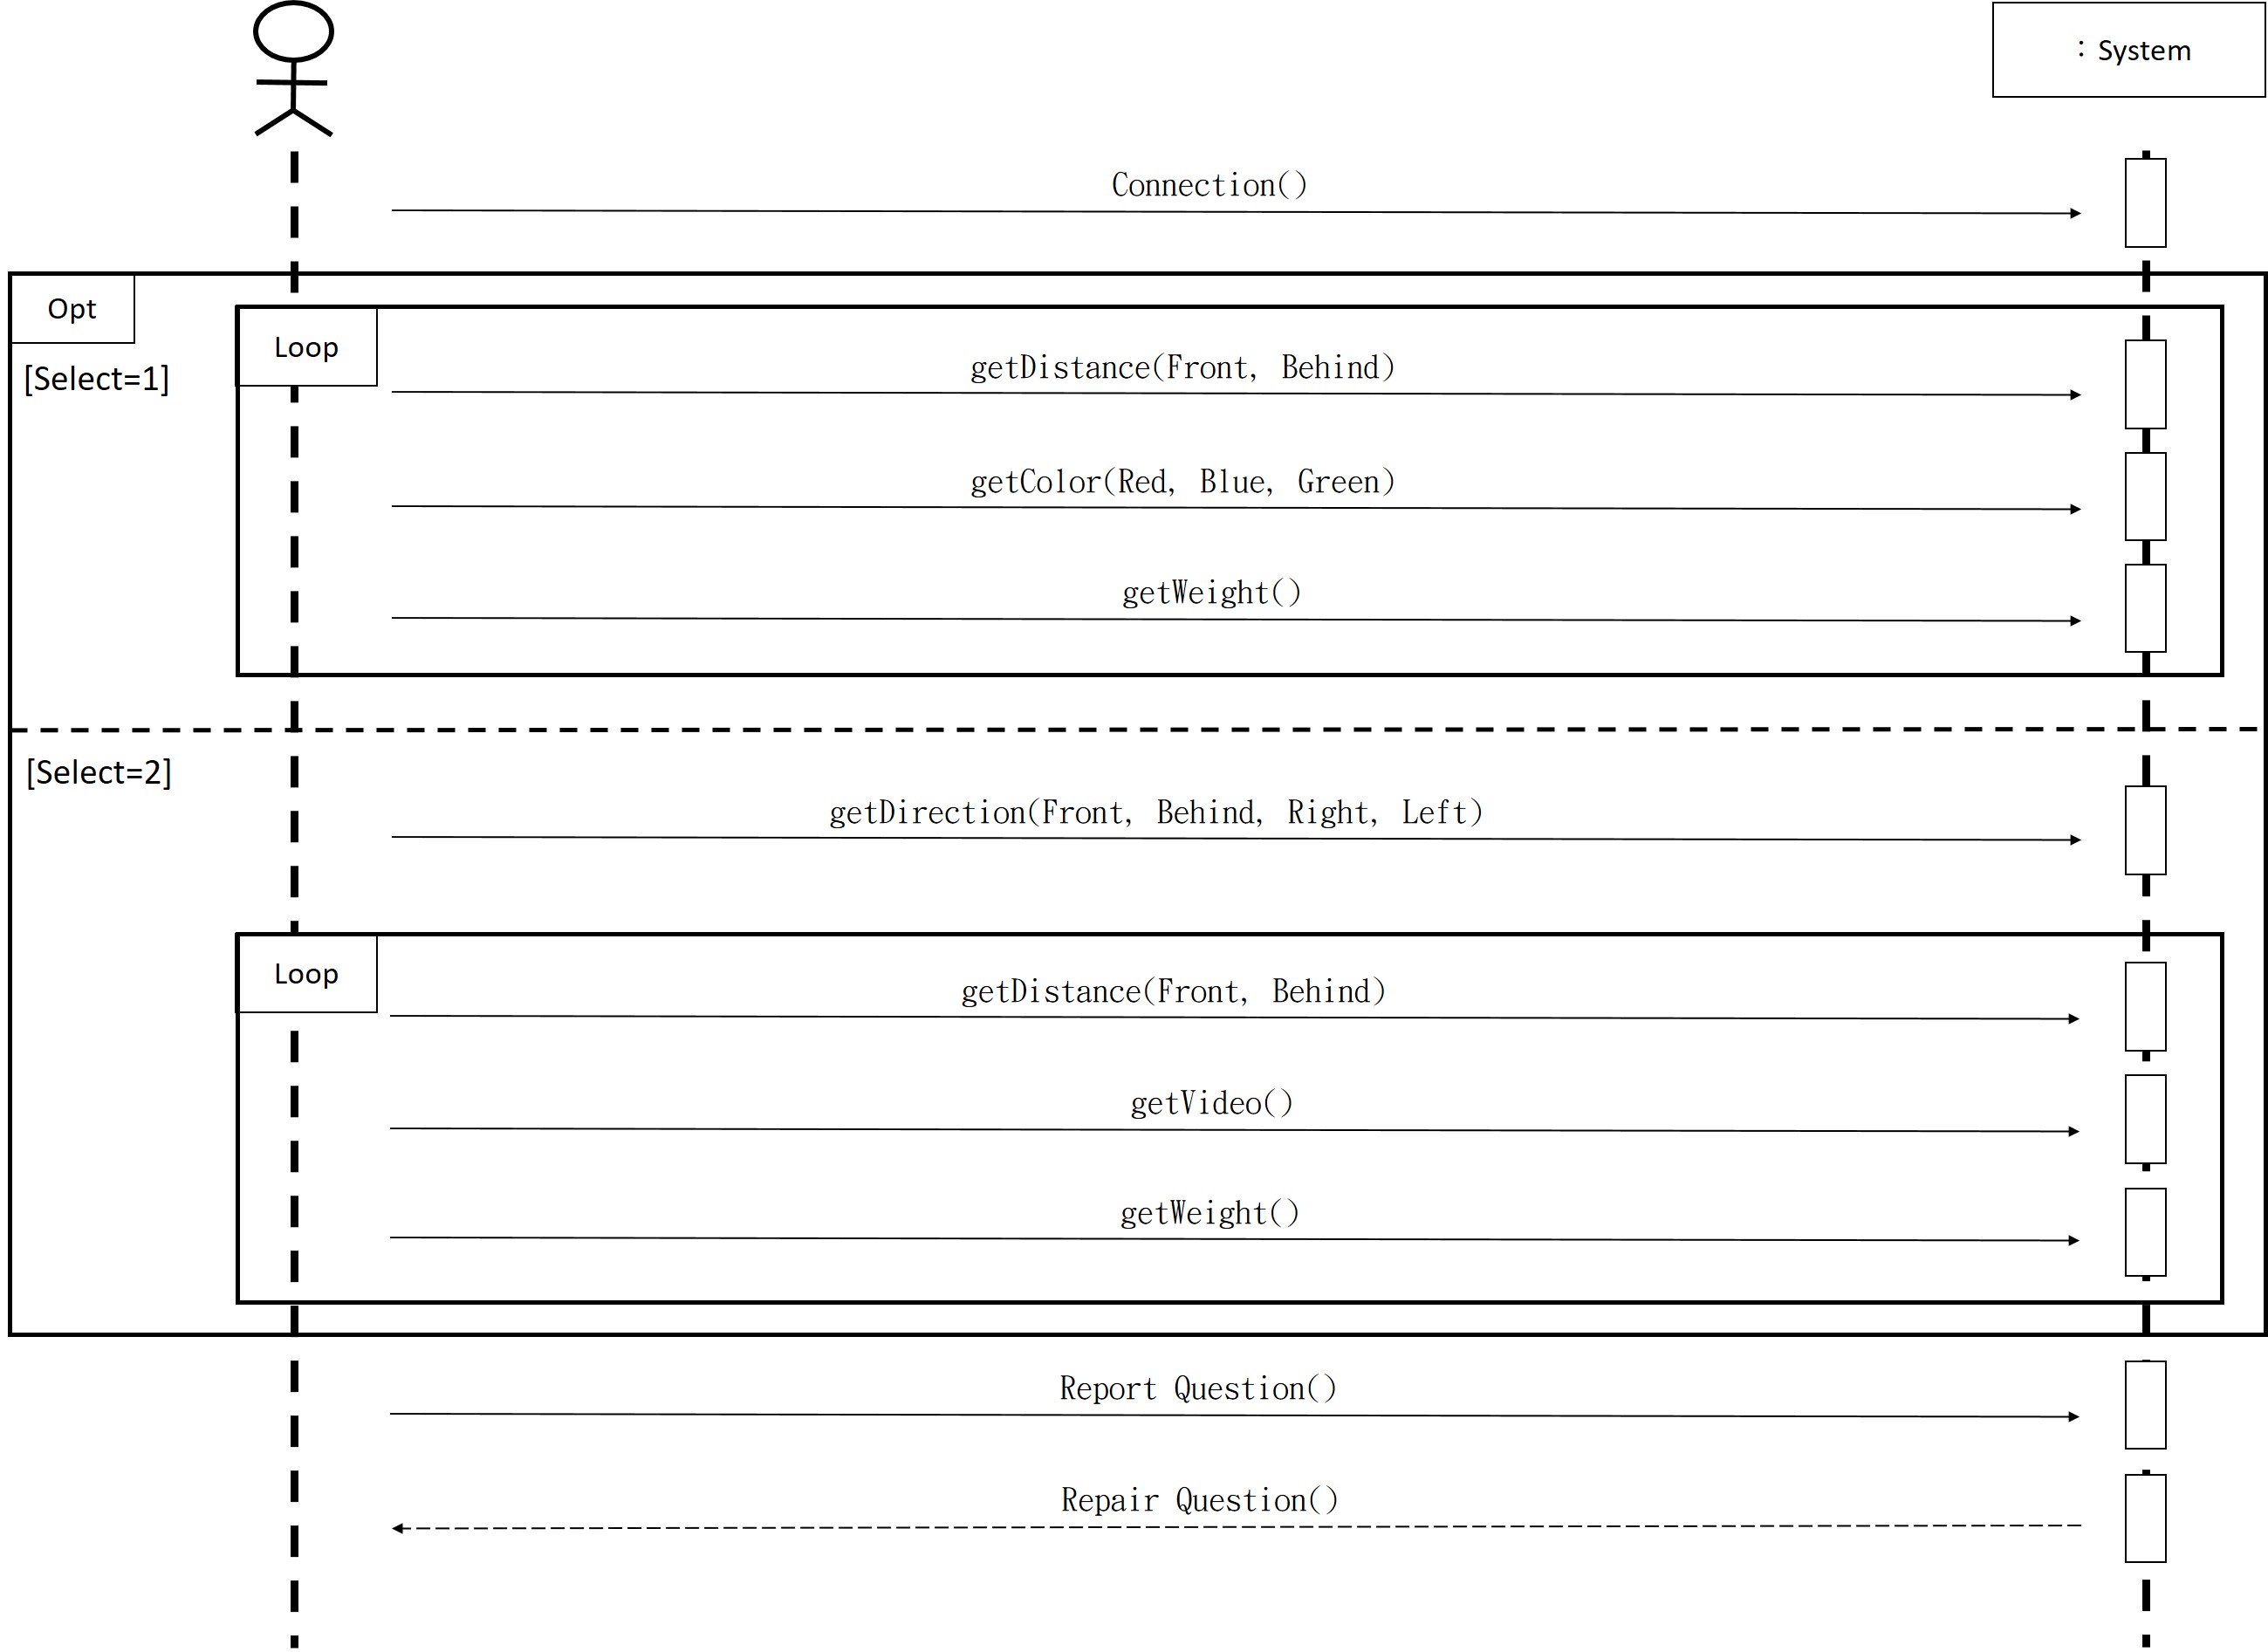 : System
Connection()
Opt
Loop
[Select=1]
getDistance(Front, Behind)
getColor(Red, Blue, Green)
getWeight()
[Select=2]
getDirection(Front, Behind, Right, Left)
Loop
getDistance(Front, Behind)
getVideo()
getWeight()
Report Question()
Repair Question()